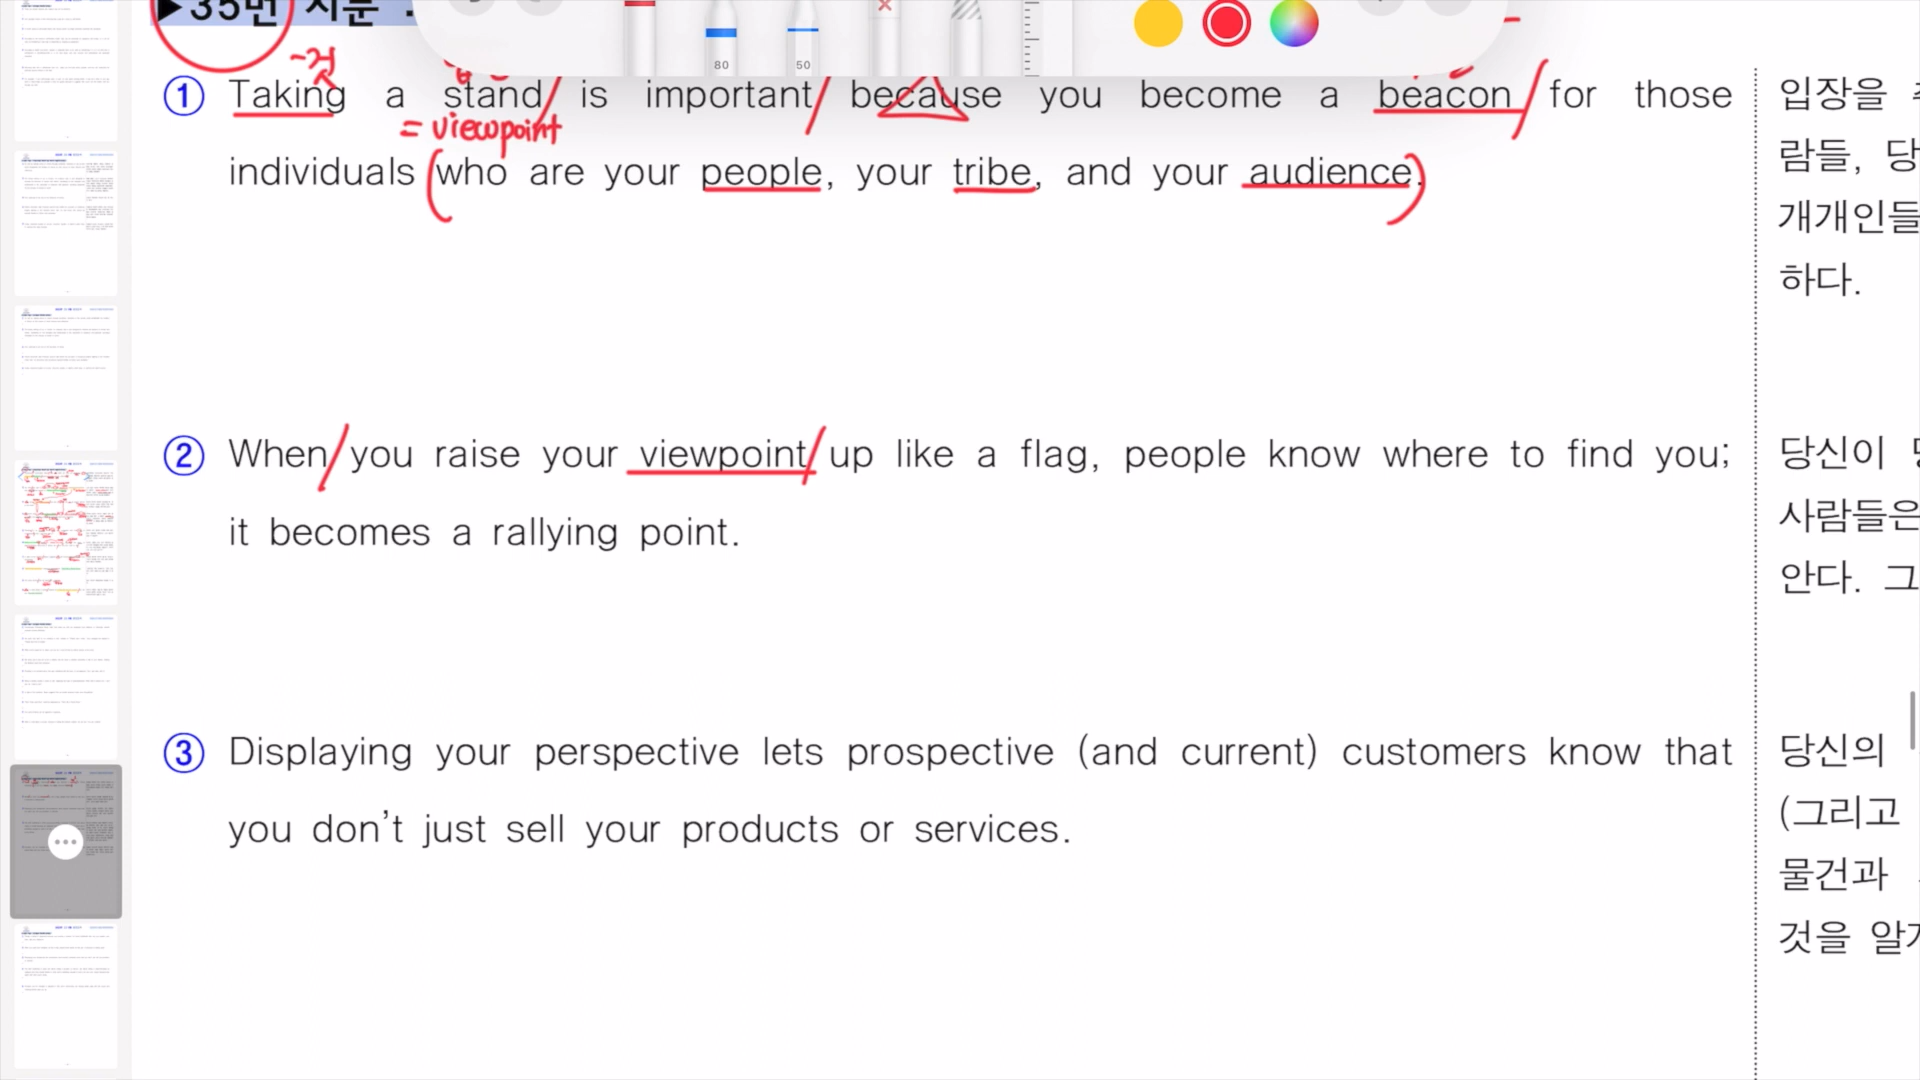 ▶35번 지문
80
50
~것
① Taking a stand is important because you become a beacon for those
= viewpoint
individuals who are your people, your tribe, and your audience.
② When you raise your viewpoint up like a flag, people know where to find you;
it becomes a rallying point.
③ Displaying your perspective lets prospective (and current) customers know that
you don't just sell your products or services.
입장을
람들, 당
개개인들
하다.
당신이
사람들은
안다. 그
당신의
(그리고
물건과
것을 알